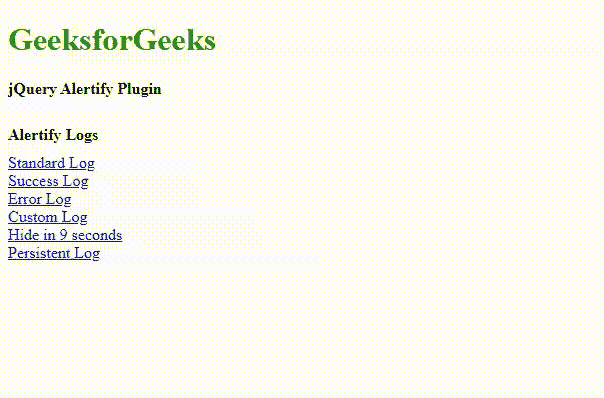 GeeksforGeeks
jQuery Alertify Plugin
Alertify Logs
Standard Log
Success Log
Error Log
Custom Log
Hide in 9 seconds
Persistent Log